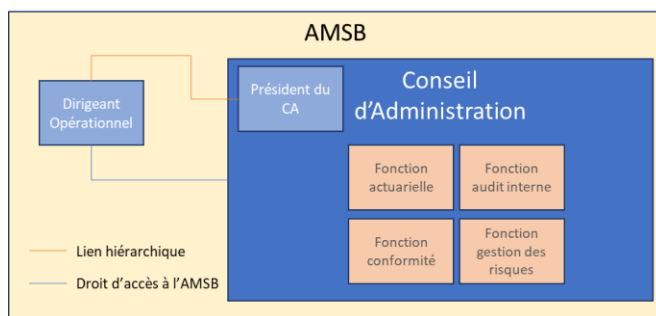 AMSB
Dirigeant
Opérationnel
Président du
CA
Conseil
d'Administration
Fonction
actuarielle
Fonction
audit interne
Fonction
conformité
Fonction
gestion des
risques
Lien hiérarchique
Droit d'accès à l'AMSB